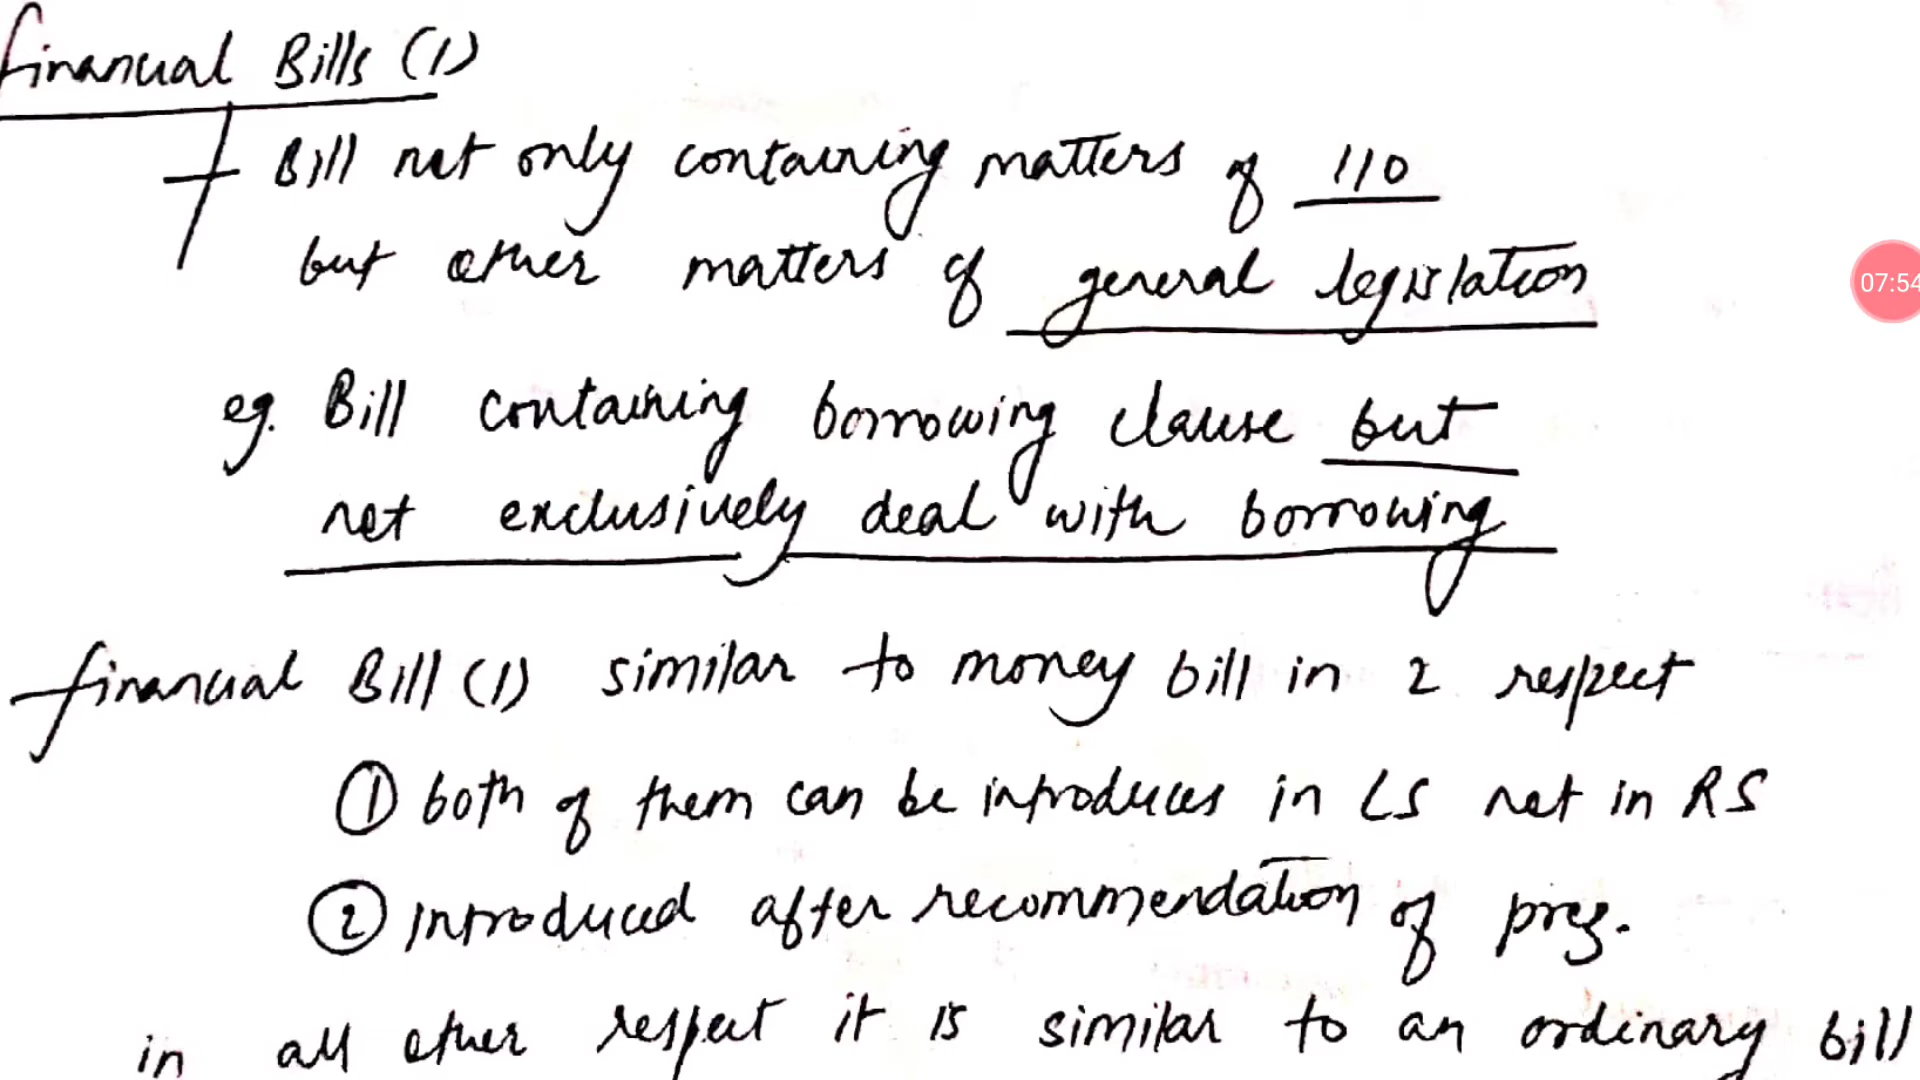 financial Bills (1)
Bill not only containing matters of 110
but other matters of general legislation
07:54
eg. Bill containing borrowing clause but
not exclusively deal with borrowing
financial Bill (1) similar to money bill in 2 respect
① both of them can be introduces in LS not in RS
② introduced after recommendation of prez.
in all other respect it is similar to an ordinary bill